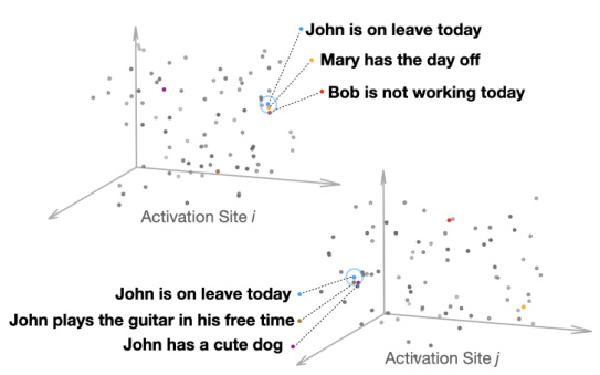 John is on leave today
Mary has the day off
Bob is not working today
Activation Site i
John is on leave today
John plays the guitar in his free time
John has a cute dog
Activation Site j